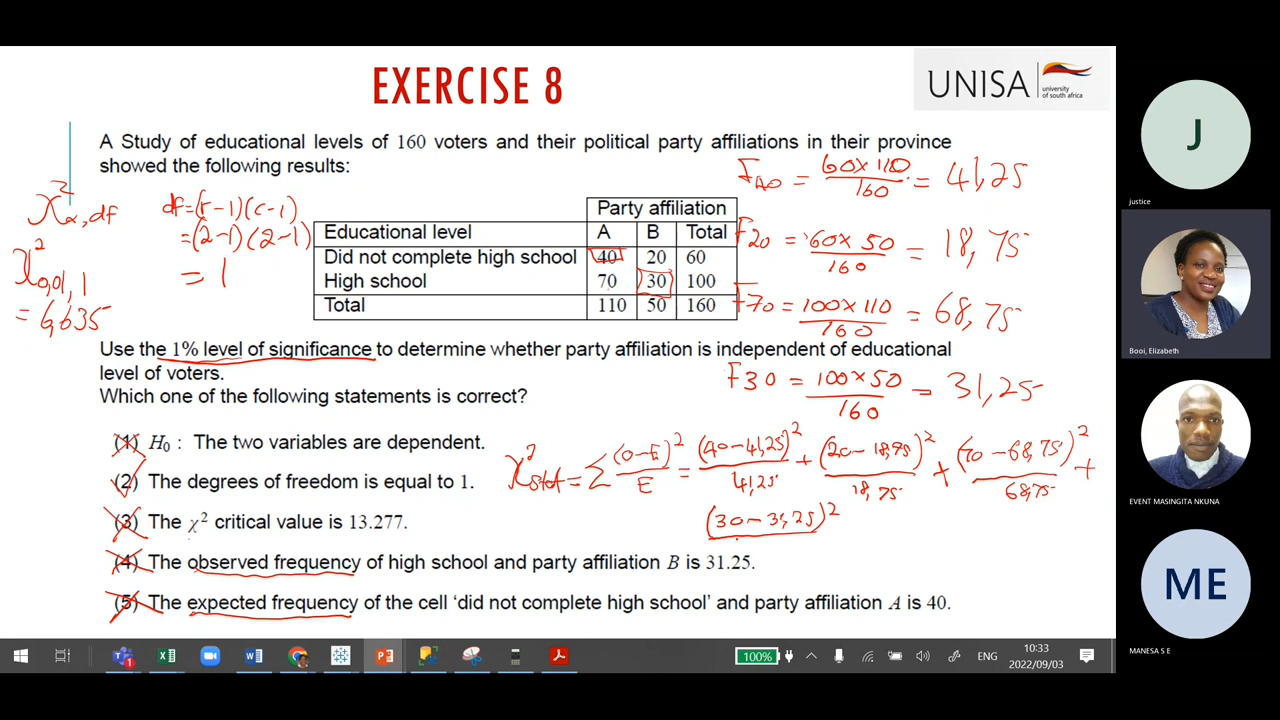 EXERCISE 8
UNISA
university
of south africa
A Study of educational levels of 160 voters and their political party affiliations in their province
showed the following results:
Party affiliation
Educational level A B Total
Did not complete high school 40 20 60
High school 70 30 100
Total 110 50 160
χ²α,df
χ²0,01,1
= 6,635
df=(r-1)(c-1)
=(2-1)(2-1)
= 1
F40 = 60×110/160 = 41,25
F20 = 60×50/160 = 18,75
F70 = 100×110/160 = 68,75
F30 = 100×50/160 = 31,25
Use the 1% level of significance to determine whether party affiliation is independent of educational
level of voters.
Which one of the following statements is correct?
(1) H₀ : The two variables are dependent.
(2) The degrees of freedom is equal to 1.
(3) The χ² critical value is 13.277.
(4) The observed frequency of high school and party affiliation B is 31.25.
(5) The expected frequency of the cell 'did not complete high school' and party affiliation A is 40.
χ²stat = Σ (O-E)²/E = (40-41,25)²/41,25 + (20-18,75)²/18,75 + (70-68,75)²/68,75 +
(30-31,25)²
J
justice
Booi, Elizabeth
EVENT MASINGITA NKUNA
ME
MANESA S E
100%
ENG
10:33
2022/09/03